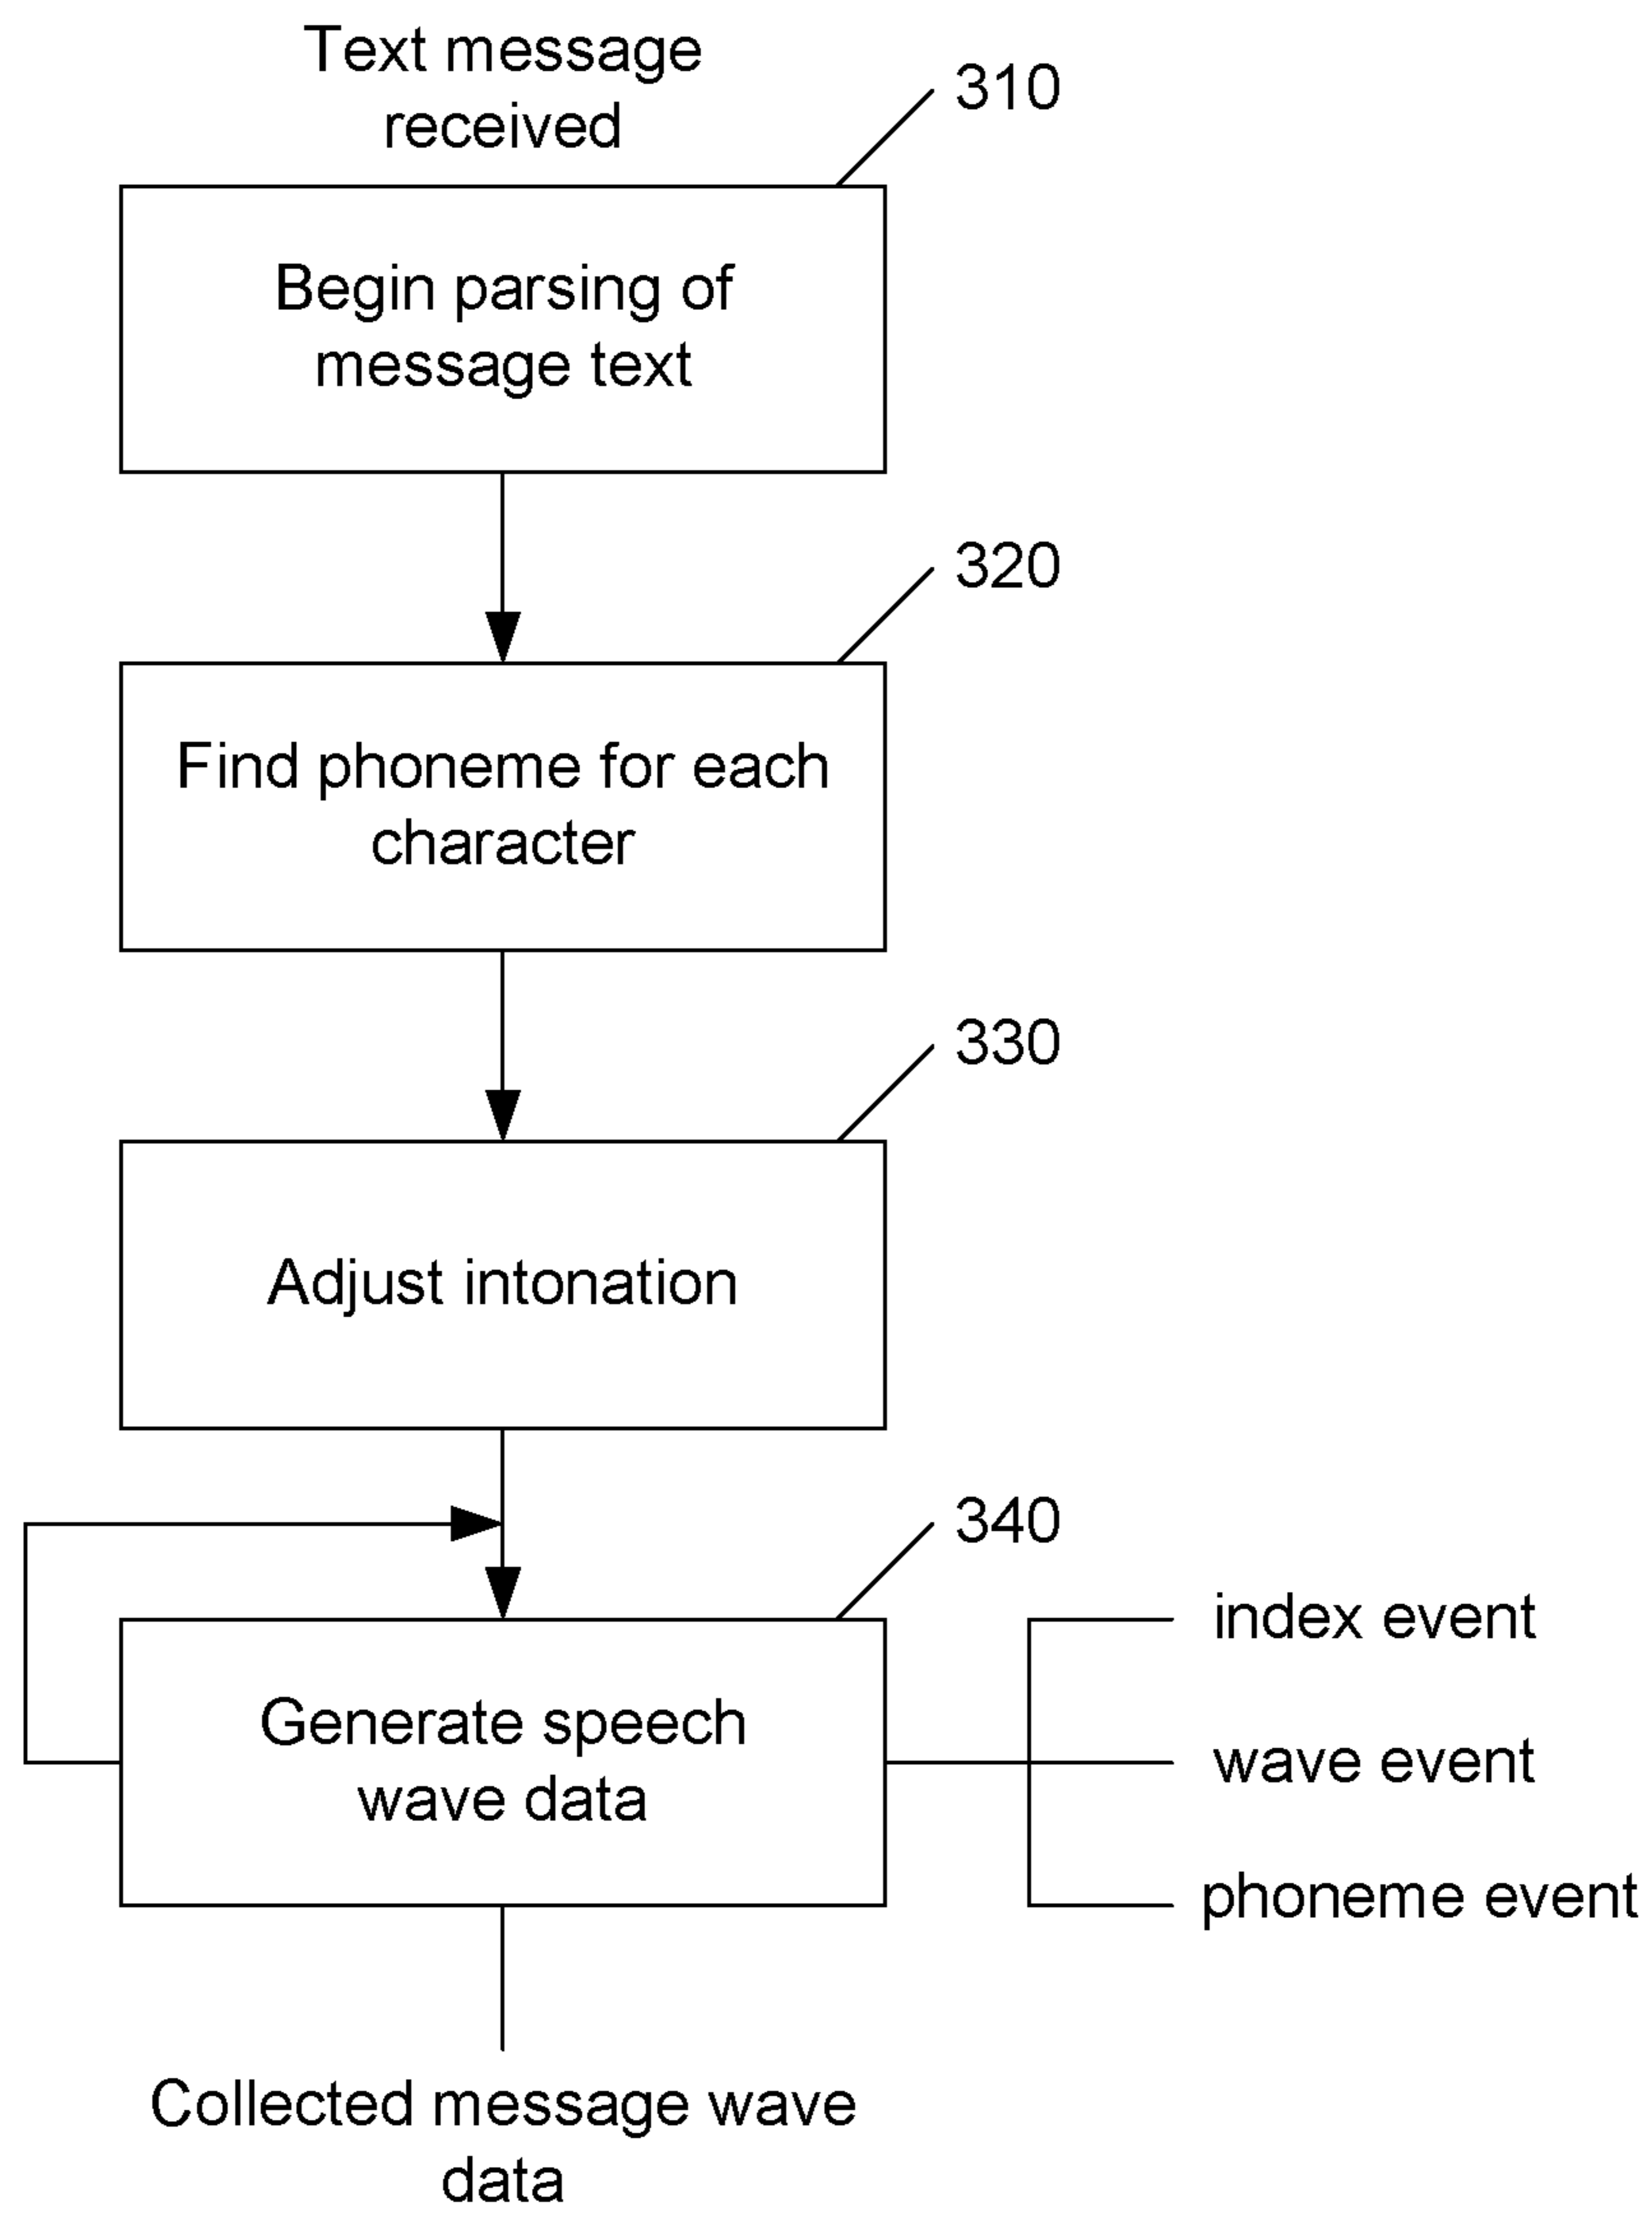 Text message
received
310
Begin parsing of
message text
320
Find phoneme for each
character
330
Adjust intonation
340
Generate speech
wave data
index event
wave event
phoneme event
Collected message wave
data